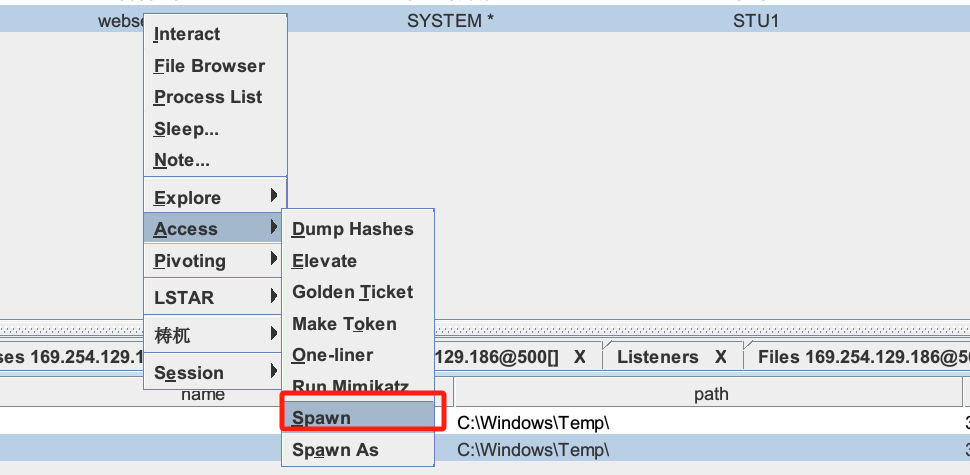 webse
SYSTEM *
STU1
Interact
File Browser
Process List
Sleep...
Note...
Explore
Access
Pivoting
LSTAR
梼杌
Session
Dump Hashes
Elevate
Golden Ticket
Make Token
One-liner
Run Mimikatz
Spawn
Spawn As
ses 169.254.129.1
129.186@500[] X
Listeners X
Files 169.254.129.186@50
name
path
C:\Windows\Temp\
3
C:\Windows\Temp\
3